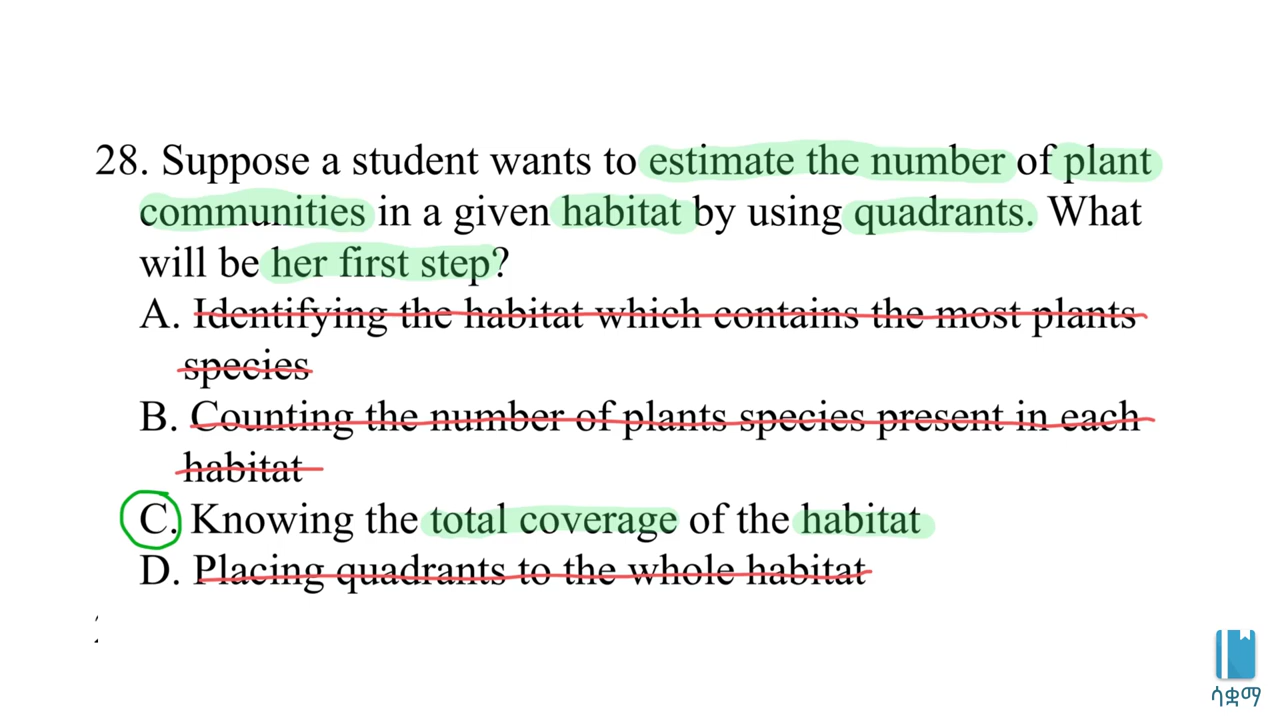 28. Suppose a student wants to estimate the number of plant
communities in a given habitat by using quadrants. What
will be her first step?
A. Identifying the habitat which contains the most plants
species
B. Counting the number of plants species present in each
habitat
C. Knowing the total coverage of the habitat
D. Placing quadrants to the whole habitat
ሳቋማ